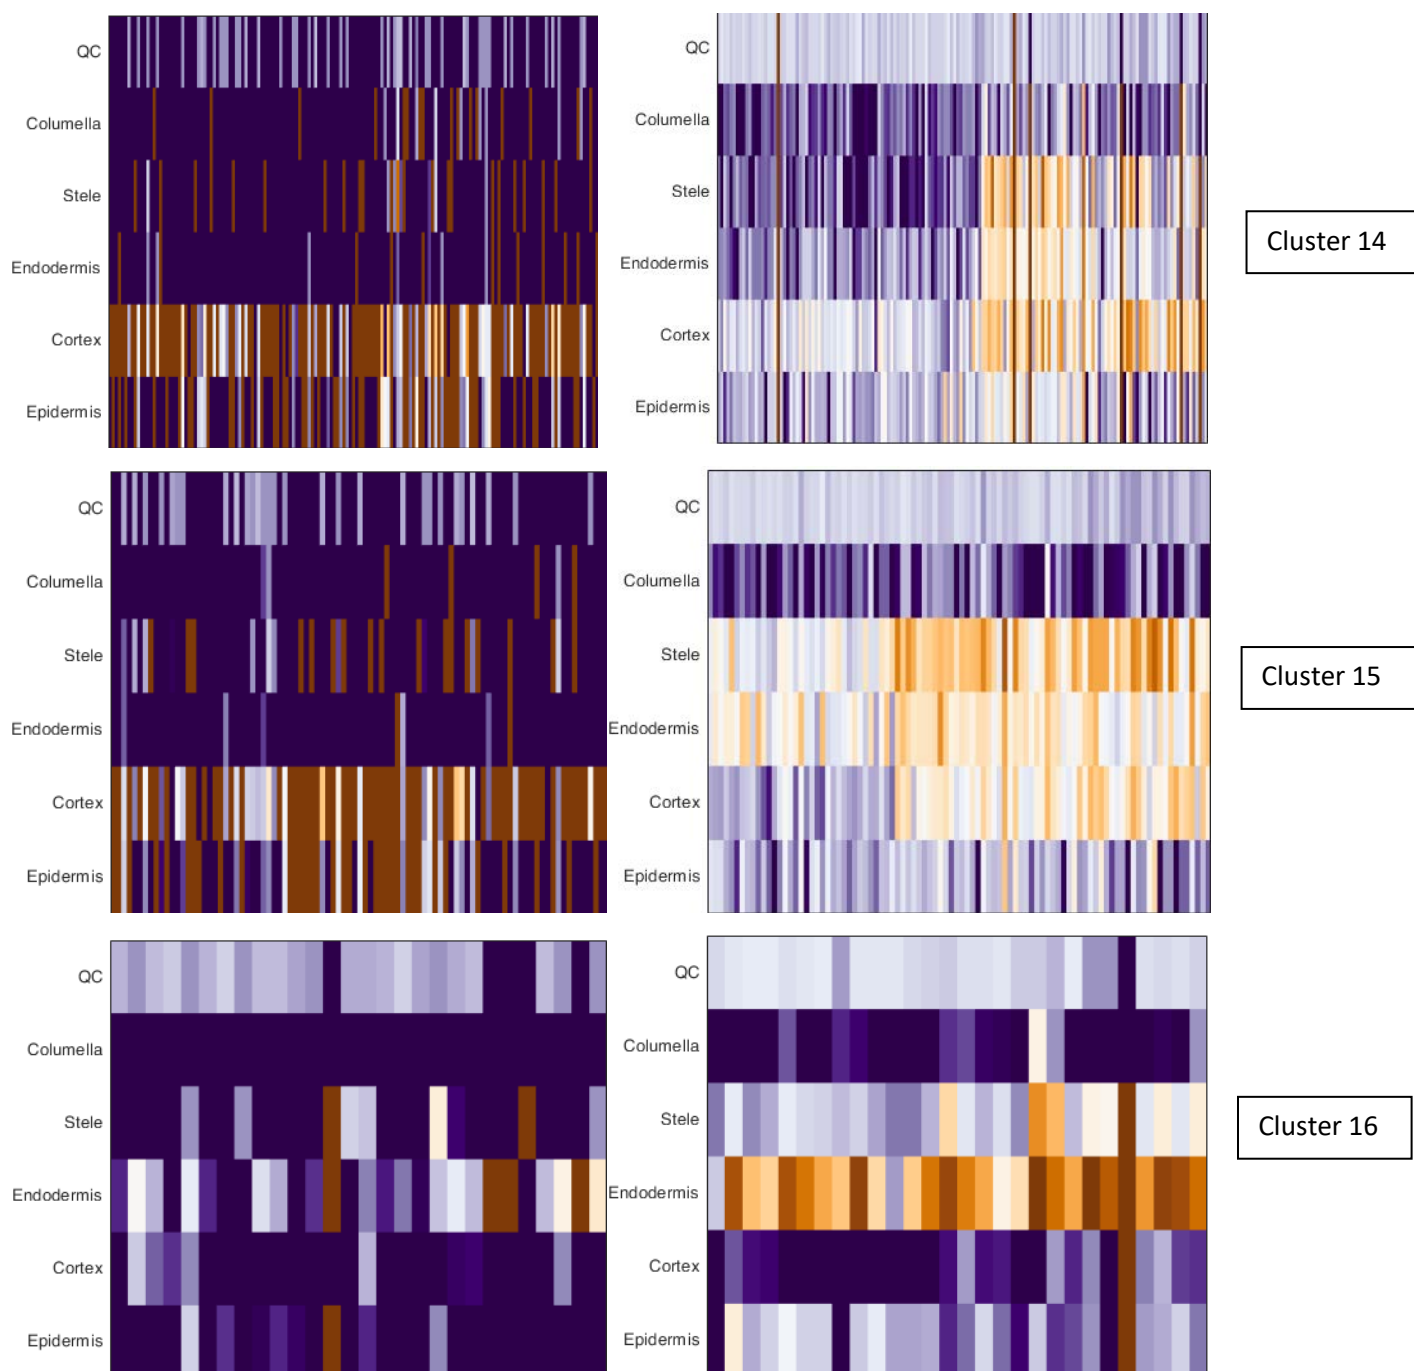 QC
Columella
Stele
Endodermis
Cortex
Epidermis
QC
Columella
Stele
Endodermis
Cortex
Epidermis
Cluster 14
QC
Columella
Stele
Endodermis
Cortex
Epidermis
QC
Columella
Stele
Endodermis
Cortex
Epidermis
Cluster 15
QC
Columella
Stele
Endodermis
Cortex
Epidermis
QC
Columella
Stele
Endodermis
Cortex
Epidermis
Cluster 16